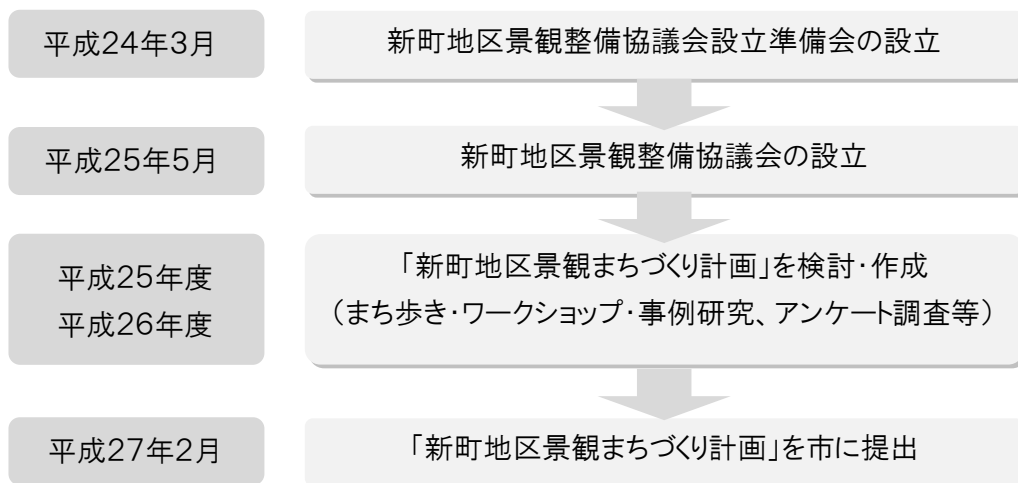 平成24年3月
新町地区景観整備協議会設立準備会の設立
平成25年5月
新町地区景観整備協議会の設立
平成25年度
平成26年度
「新町地区景観まちづくり計画」を検討・作成
（まち歩き・ワークショップ・事例研究、アンケート調査等）
平成27年2月
「新町地区景観まちづくり計画」を市に提出